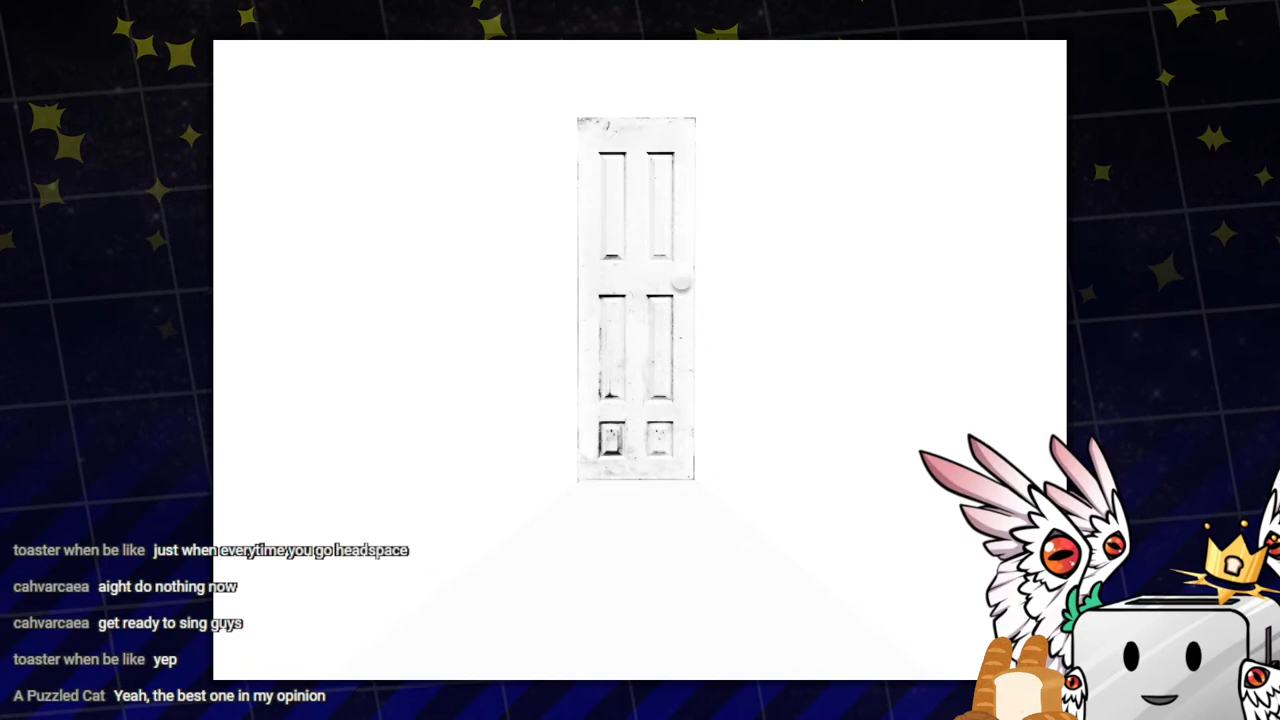 toaster when be like just when everytime you go headspace
cahvarcaea aight do nothing now
cahvarcaea get ready to sing guys
toaster when be like yep
A Puzzled Cat Yeah, the best one in my opinion